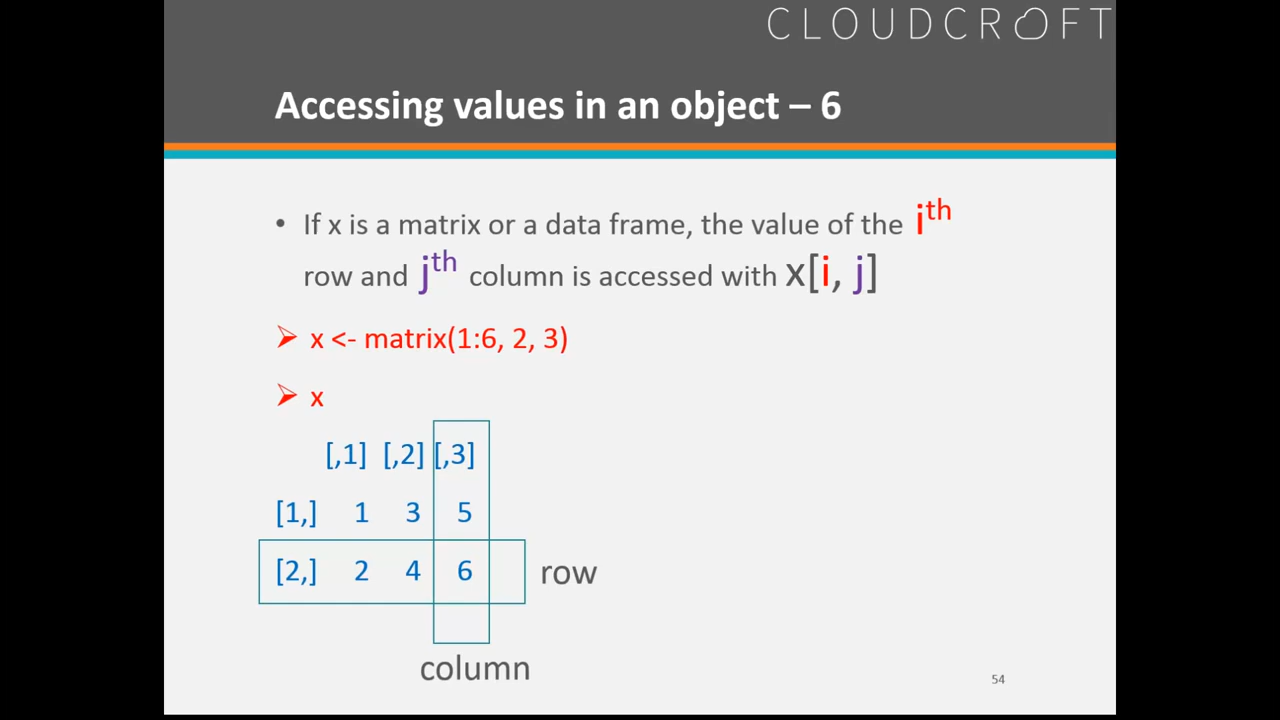 CLOUDCROFT
Accessing values in an object – 6
• If x is a matrix or a data frame, the value of the ith
row and jth column is accessed with x[i, j]
➢ x <- matrix(1:6, 2, 3)
➢ x
[,1] [,2] [,3]
[1,] 1 3 5
[2,] 2 4 6 row
column
54